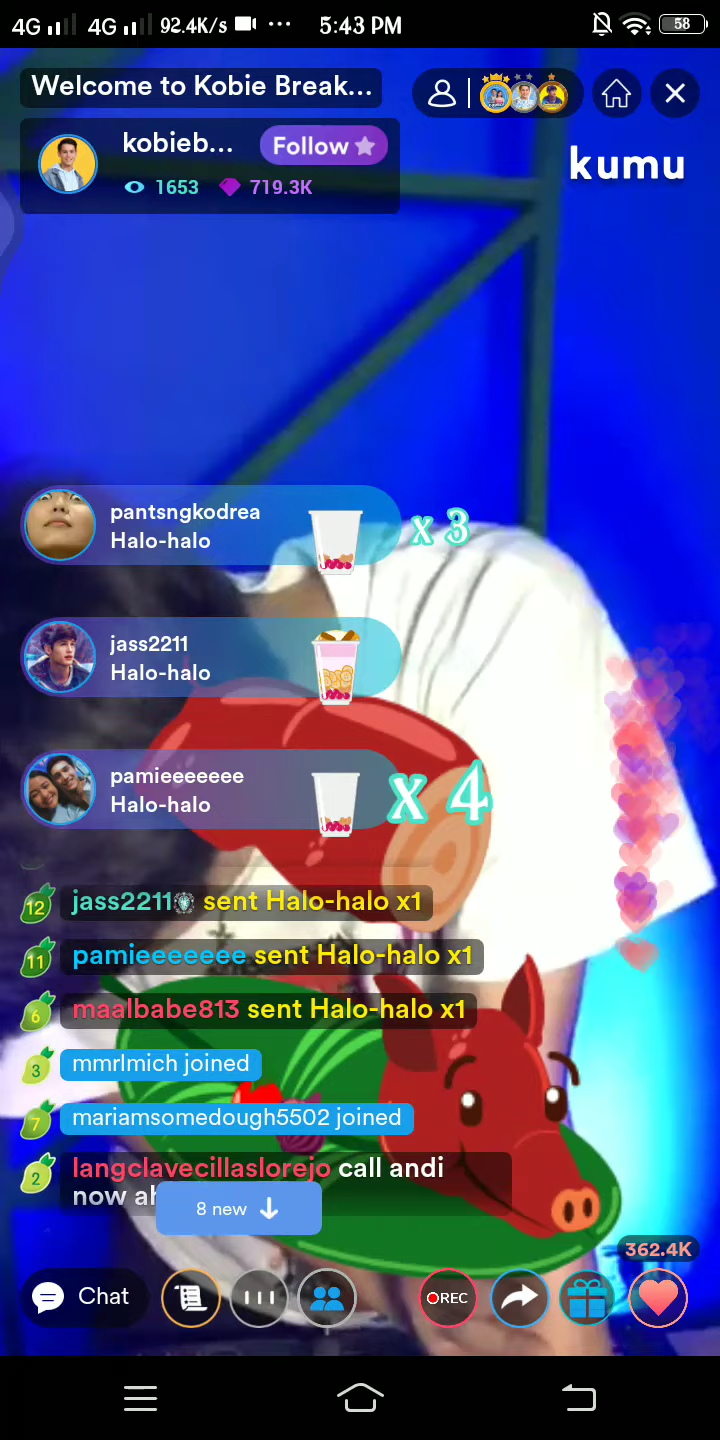 4G 4G 92.4K/s ... 5:43 PM 58
Welcome to Kobie Break...
kobieb... Follow
1653 719.3K
kumu
pantsngkodrea
Halo-halo
x 3
jass2211
Halo-halo
pamieeeeeee
Halo-halo
x 4
12 jass2211 sent Halo-halo x1
11 pamieeeeeee sent Halo-halo x1
6 maalbabe813 sent Halo-halo x1
3 mmrlmich joined
7 mariamsomedough5502 joined
2 langclavecillaslorejo call andi
now ah
8 new
362.4K
Chat
REC